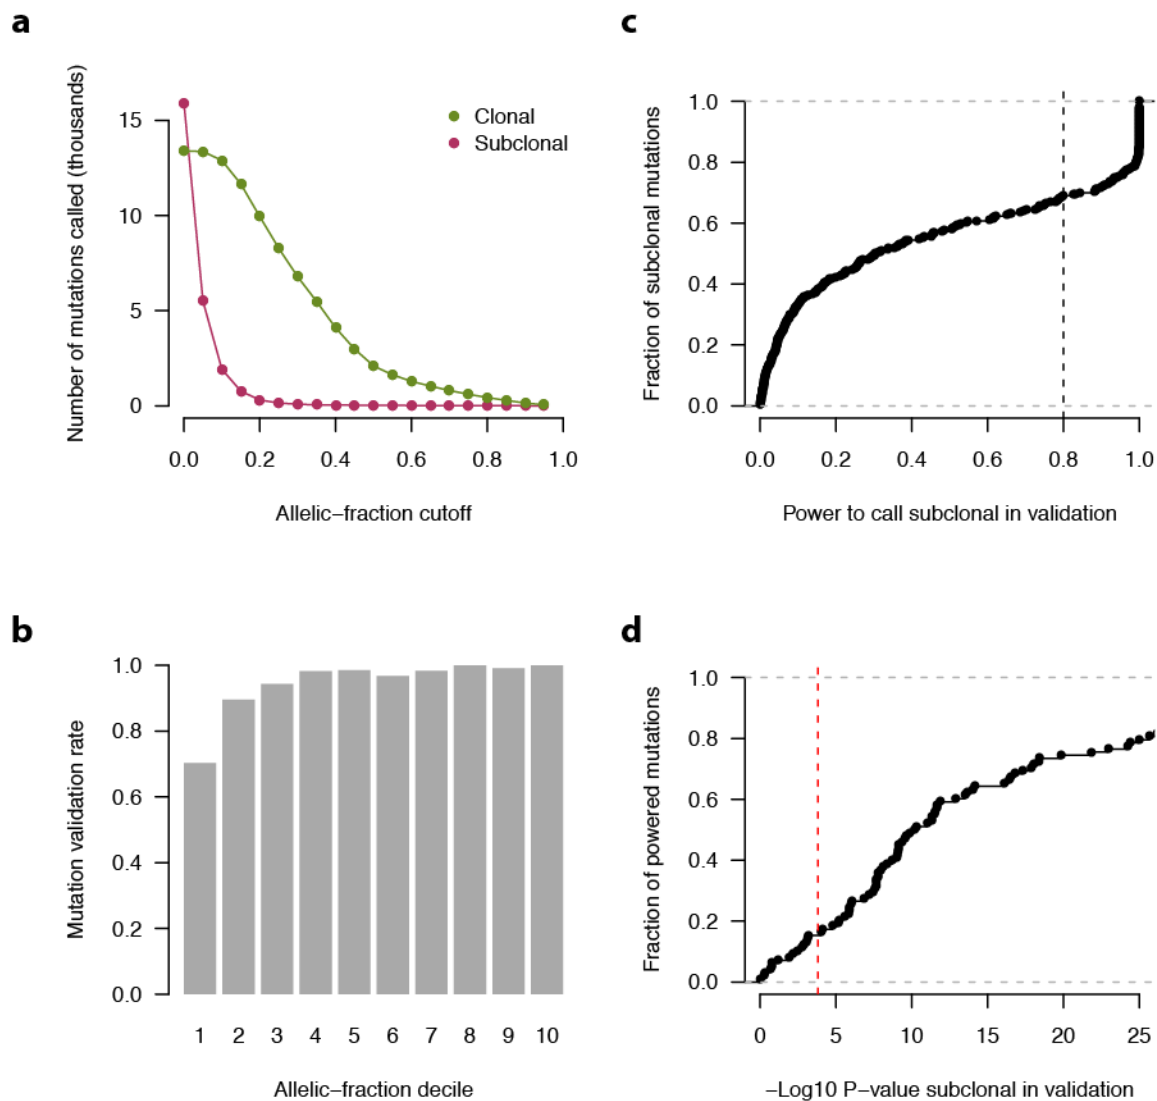 a
Number of mutations called (thousands)
15
10
5
0
Clonal
Subclonal
0.0 0.2 0.4 0.6 0.8 1.0
Allelic−fraction cutoff
c
Fraction of subclonal mutations
1.0
0.8
0.6
0.4
0.2
0.0
0.0 0.2 0.4 0.6 0.8 1.0
Power to call subclonal in validation
b
Mutation validation rate
1.0
0.8
0.6
0.4
0.2
0.0
1 2 3 4 5 6 7 8 9 10
Allelic−fraction decile
d
Fraction of powered mutations
1.0
0.8
0.6
0.4
0.2
0.0
0 5 10 15 20 25
−Log10 P−value subclonal in validation